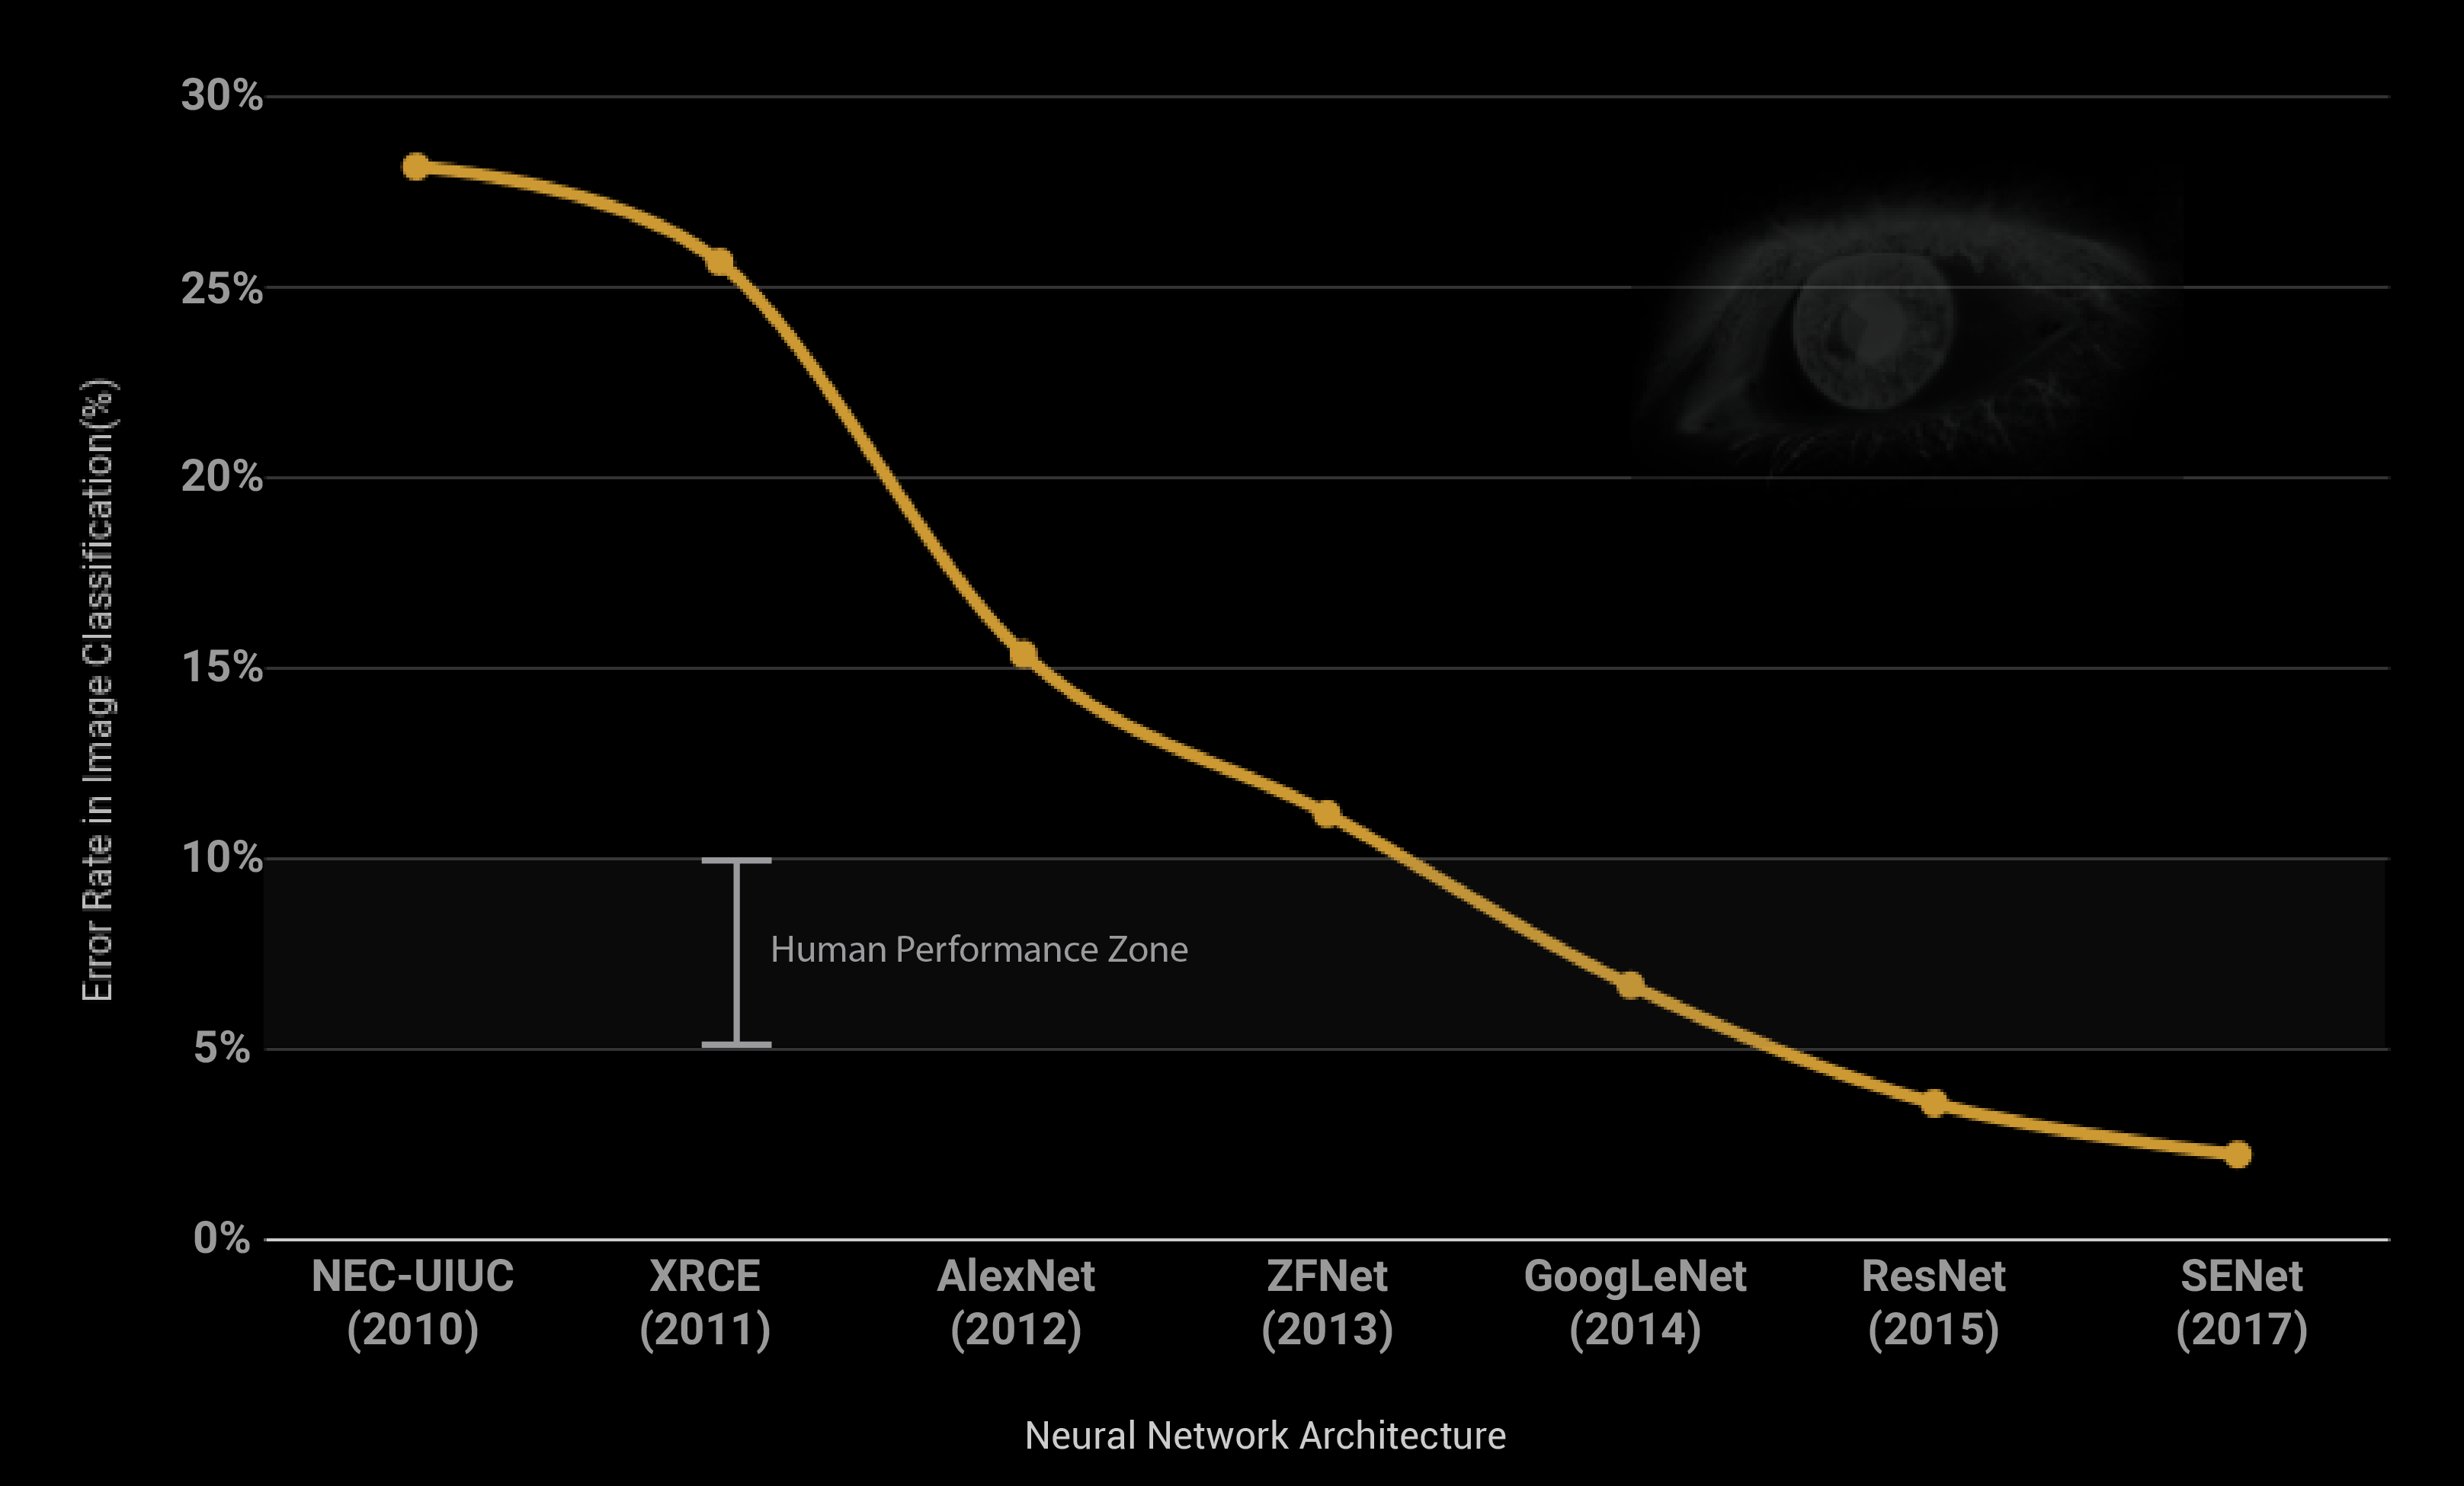 30%
25%
20%
15%
10%
5%
0%
Error Rate in Image Classification(%)
Human Performance Zone
NEC-UIUC
(2010)
XRCE
(2011)
AlexNet
(2012)
ZFNet
(2013)
GoogLeNet
(2014)
ResNet
(2015)
SENet
(2017)
Neural Network Architecture